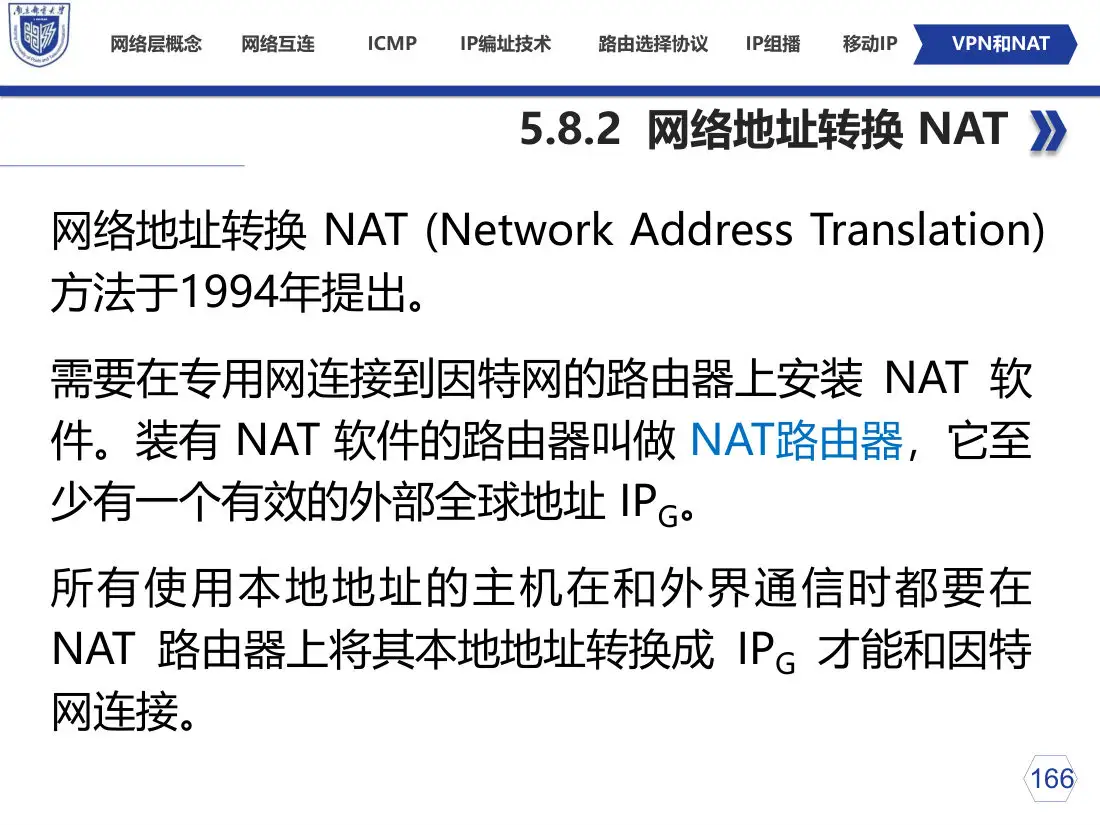 网络层概念 网络互连 ICMP IP编址技术 路由选择协议 IP组播 移动IP VPN和NAT
5.8.2 网络地址转换 NAT
网络地址转换 NAT (Network Address Translation)
方法于1994年提出。
需要在专用网连接到因特网的路由器上安装 NAT 软
件。装有 NAT 软件的路由器叫做 NAT路由器，它至
少有一个有效的外部全球地址 IPG。
所有使用本地地址的主机在和外界通信时都要在
NAT 路由器上将其本地地址转换成 IPG 才能和因特
网连接。
166